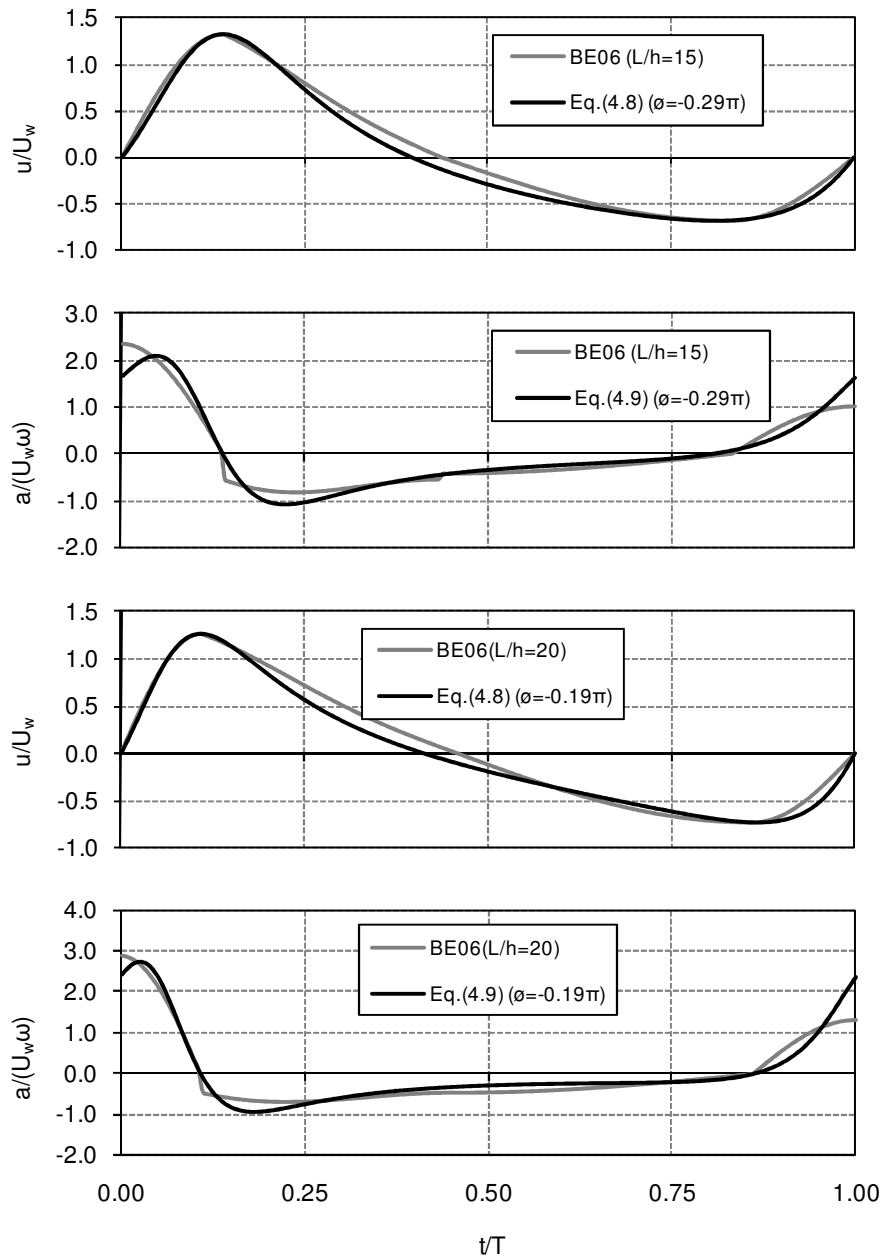 1.5
1.0
0.5
0.0
-0.5
-1.0
u/U_w
BE06 (L/h=15)
Eq.(4.8) (ø=-0.29π)
3.0
2.0
1.0
0.0
-1.0
-2.0
a/(U_wω)
BE06 (L/h=15)
Eq.(4.9) (ø=-0.29π)
1.5
1.0
0.5
0.0
-0.5
-1.0
u/U_w
BE06(L/h=20)
Eq.(4.8) (ø=-0.19π)
4.0
3.0
2.0
1.0
0.0
-1.0
-2.0
a/(U_wω)
BE06(L/h=20)
Eq.(4.9) (ø=-0.19π)
0.00 0.25 0.50 0.75 1.00
t/T